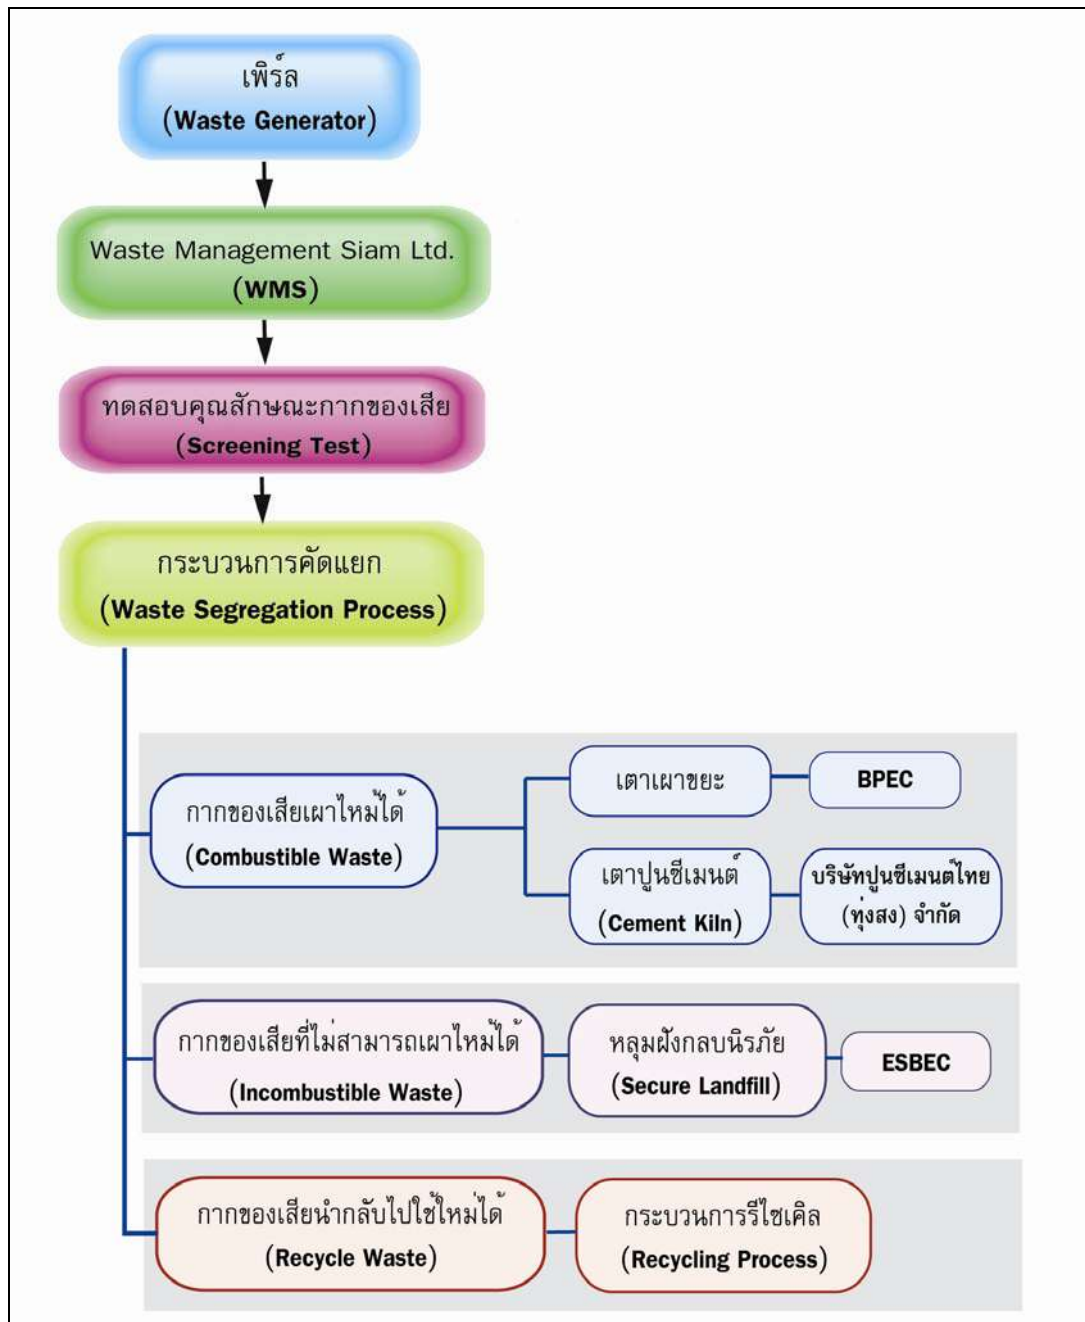 เพิร์ล
(Waste Generator)
Waste Management Siam Ltd.
(WMS)
ทดสอบคุณสักษณะกากของเสีย
(Screening Test)
กระบวนการคัดแยก
(Waste Segregation Process)
กากของเสียเผาไหม้ได้
(Combustible Waste)
เตาเผาขยะ
BPEC
เตาปูนซีเมนต์
(Cement Kiln)
บริษัทปูนซีเมนต์ไทย
(ทุ่งสง) จำกัด
กากของเสียที่ไม่สามารถเผาไหม้ได้
(Incombustible Waste)
หลุมฝังกลบนิรภัย
(Secure Landfill)
ESBEC
กากของเสียนำกลับไปใช้ใหม่ได้
(Recycle Waste)
กระบวนการรีไซเคิล
(Recycling Process)